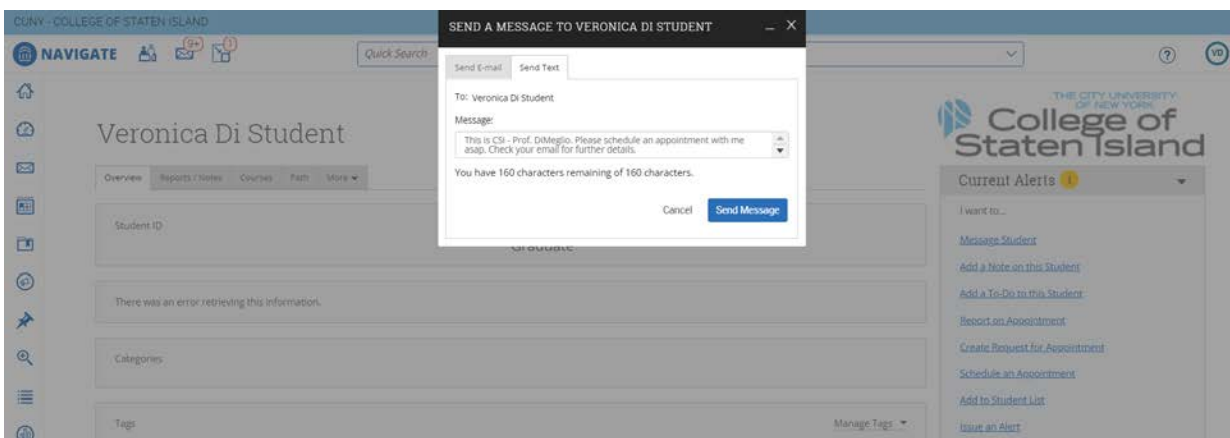 CUNY - COLLEGE OF STATEN ISLAND
NAVIGATE
9+
1
Quick Search
VD
SEND A MESSAGE TO VERONICA DI STUDENT
Send E-mail Send Text
To: Veronica Di Student
Message:
This is CSI - Prof. DiMeglio. Please schedule an appointment with me
asap. Check your email for further details.
You have 160 characters remaining of 160 characters.
Cancel Send Message
Veronica Di Student
Overview Reports / Notes Courses Path More
Student ID
Graduate
There was an error retrieving this information.
Categories
Tags
Manage Tags
THE CITY UNIVERSITY
OF NEW YORK
College of
Staten Island
Current Alerts 1
I want to...
Message Student
Add a Note on this Student
Add a To-Do to this Student
Report on Appointment
Create Request for Appointment
Schedule an Appointment
Add to Student List
Issue an Alert